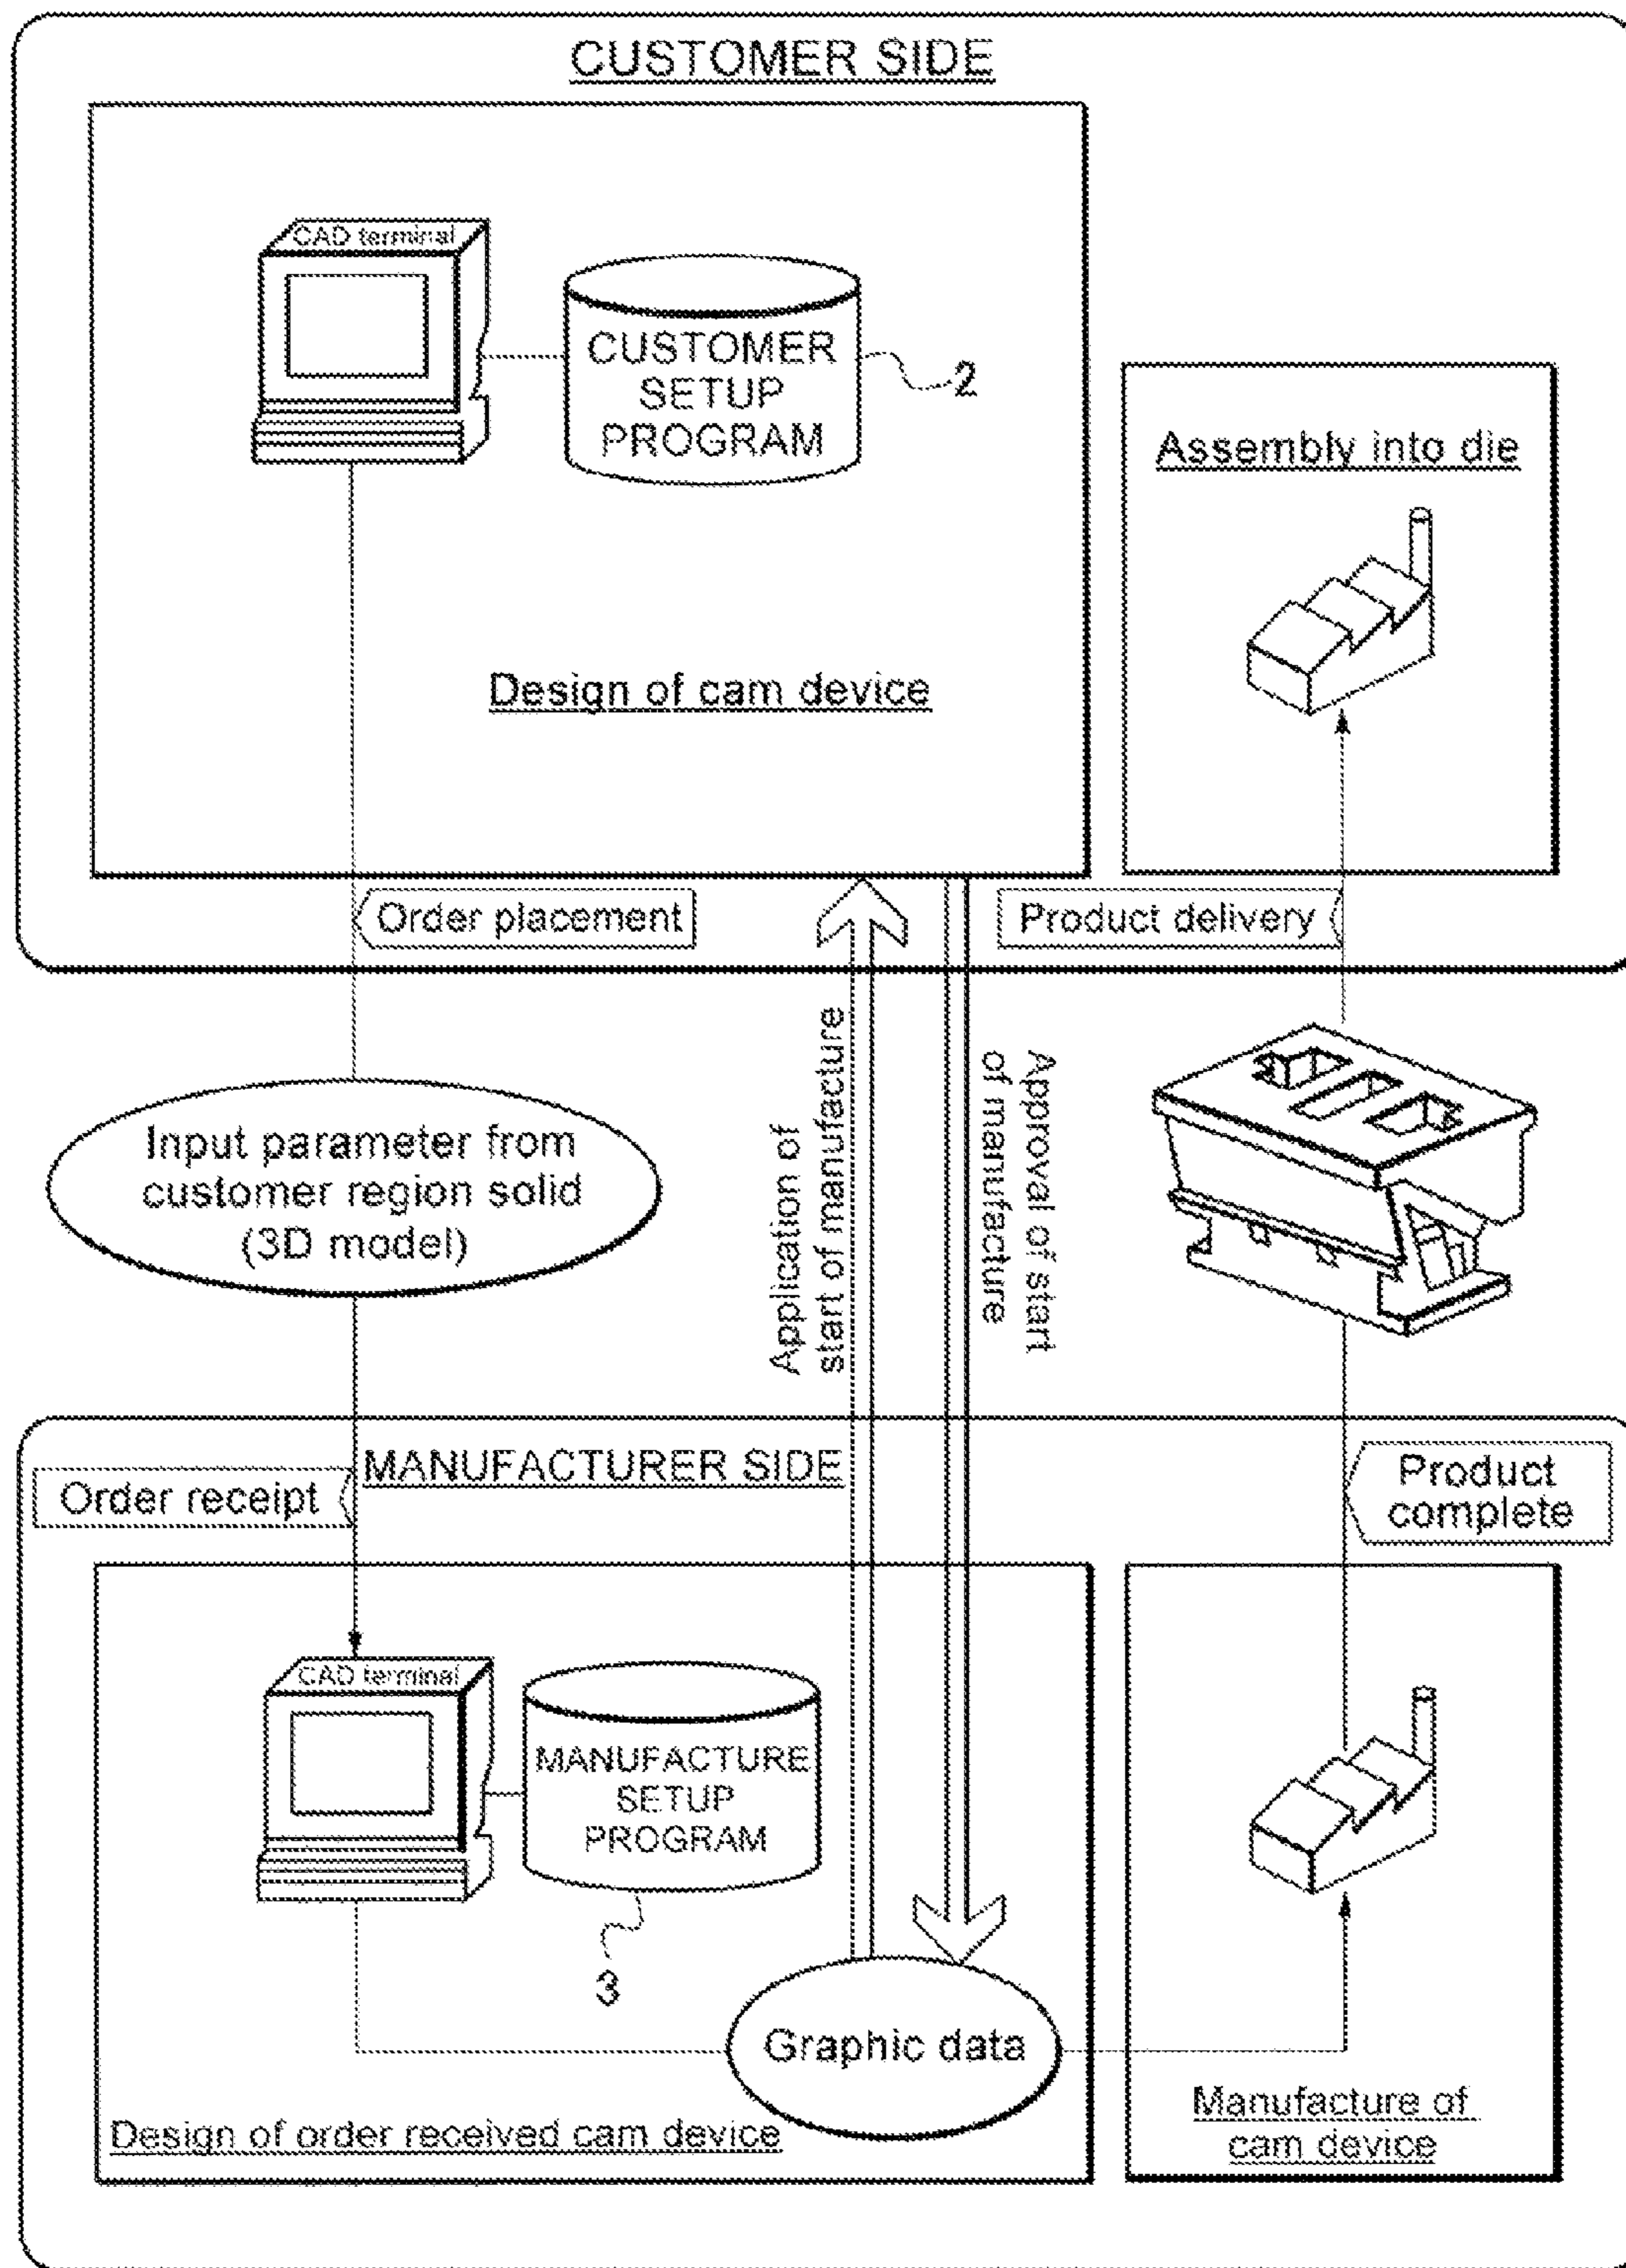 CUSTOMER SIDE
CAD terminal
CUSTOMER
SETUP
PROGRAM
2
Assembly into die
Design of cam device
Order placement
Product delivery
Input parameter from
customer region solid
(3D model)
Application of
start of manufacture
Approval of start
of manufacture
MANUFACTURER SIDE
Order receipt
Product
complete
CAD terminal
MANUFACTURE
SETUP
PROGRAM
3
Graphic data
Design of order received cam device
Manufacture of
cam device